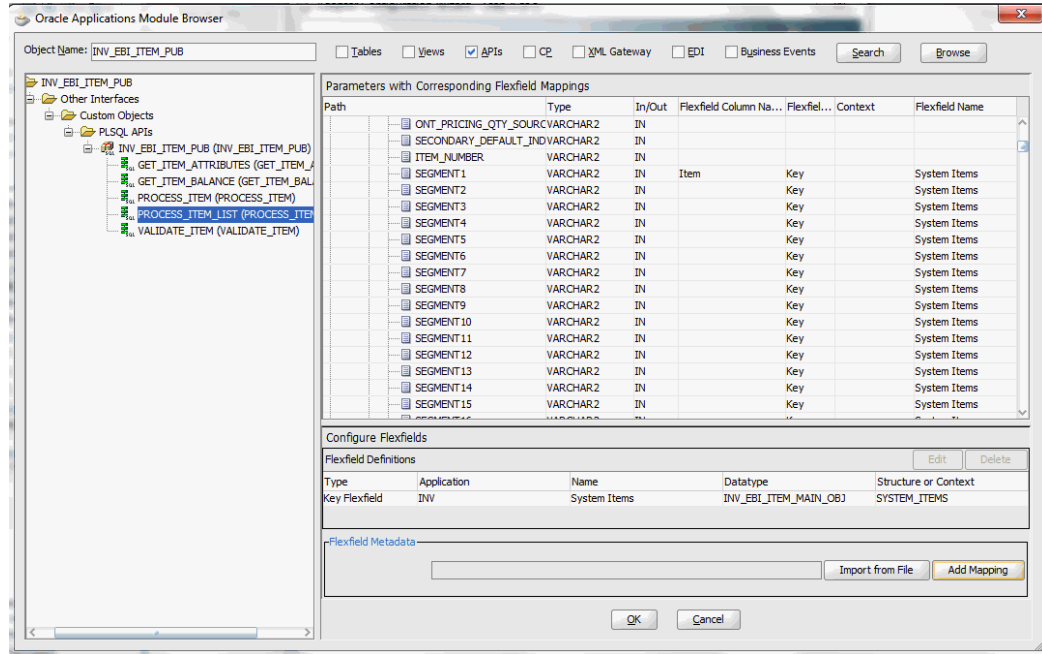 Oracle Applications Module Browser
Object Name: INV_EBI_ITEM_PUB Tables Views APIs CP XML Gateway EDI Business Events Search Browse
INV_EBI_ITEM_PUB
Other Interfaces
Custom Objects
PLSQL APIs
INV_EBI_ITEM_PUB (INV_EBI_ITEM_PUB)
GET_ITEM_ATTRIBUTES (GET_ITEM_A
GET_ITEM_BALANCE (GET_ITEM_BAL
PROCESS_ITEM (PROCESS_ITEM)
PROCESS_ITEM_LIST (PROCESS_ITEM
VALIDATE_ITEM (VALIDATE_ITEM)
Parameters with Corresponding Flexfield Mappings
Path Type In/Out Flexfield Column Na... Flexfiel... Context Flexfield Name
ONT_PRICING_QTY_SOURC VARCHAR2 IN
SECONDARY_DEFAULT_IND VARCHAR2 IN
ITEM_NUMBER VARCHAR2 IN
SEGMENT1 VARCHAR2 IN Item Key System Items
SEGMENT2 VARCHAR2 IN Key System Items
SEGMENT3 VARCHAR2 IN Key System Items
SEGMENT4 VARCHAR2 IN Key System Items
SEGMENT5 VARCHAR2 IN Key System Items
SEGMENT6 VARCHAR2 IN Key System Items
SEGMENT7 VARCHAR2 IN Key System Items
SEGMENT8 VARCHAR2 IN Key System Items
SEGMENT9 VARCHAR2 IN Key System Items
SEGMENT10 VARCHAR2 IN Key System Items
SEGMENT11 VARCHAR2 IN Key System Items
SEGMENT12 VARCHAR2 IN Key System Items
SEGMENT13 VARCHAR2 IN Key System Items
SEGMENT14 VARCHAR2 IN Key System Items
SEGMENT15 VARCHAR2 IN Key System Items
Configure Flexfields
Flexfield Definitions Edit Delete
Type Application Name Datatype Structure or Context
Key Flexfield INV System Items INV_EBI_ITEM_MAIN_OBJ SYSTEM_ITEMS
Flexfield Metadata
Import from File Add Mapping
OK Cancel